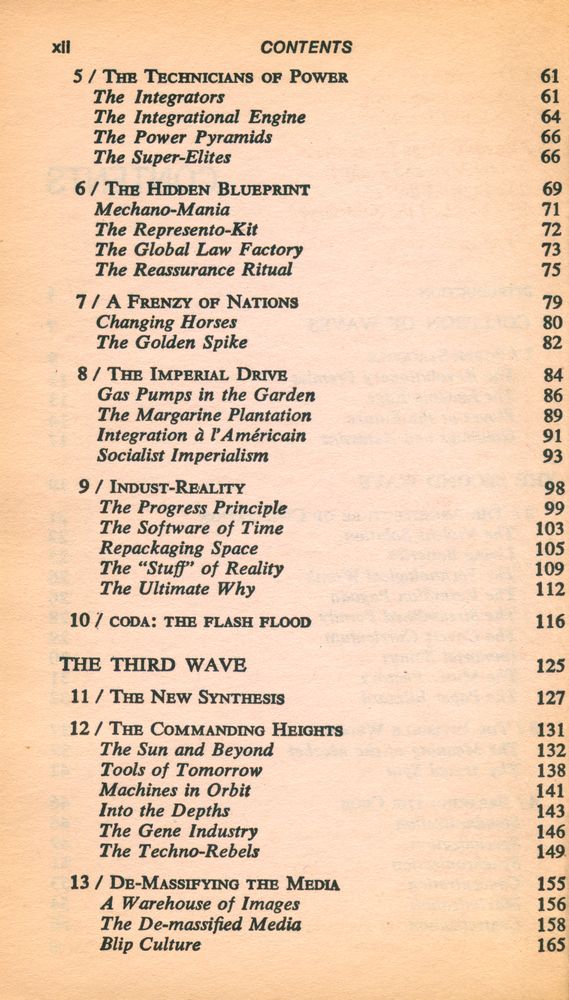 xii CONTENTS
5 / THE TECHNICIANS OF POWER 61
The Integrators 61
The Integrational Engine 64
The Power Pyramids 66
The Super-Elites 66
6 / THE HIDDEN BLUEPRINT 69
Mechano-Mania 71
The Represento-Kit 72
The Global Law Factory 73
The Reassurance Ritual 75
7 / A FRENZY OF NATIONS 79
Changing Horses 80
The Golden Spike 82
8 / THE IMPERIAL DRIVE 84
Gas Pumps in the Garden 86
The Margarine Plantation 89
Integration à l'Américain 91
Socialist Imperialism 93
9 / INDUST-REALITY 98
The Progress Principle 99
The Software of Time 103
Repackaging Space 105
The "Stuff" of Reality 109
The Ultimate Why 112
10 / CODA: THE FLASH FLOOD 116
THE THIRD WAVE 125
11 / THE NEW SYNTHESIS 127
12 / THE COMMANDING HEIGHTS 131
The Sun and Beyond 132
Tools of Tomorrow 138
Machines in Orbit 141
Into the Depths 143
The Gene Industry 146
The Techno-Rebels 149
13 / DE-MASSIFYING THE MEDIA 155
A Warehouse of Images 156
The De-massified Media 158
Blip Culture 165